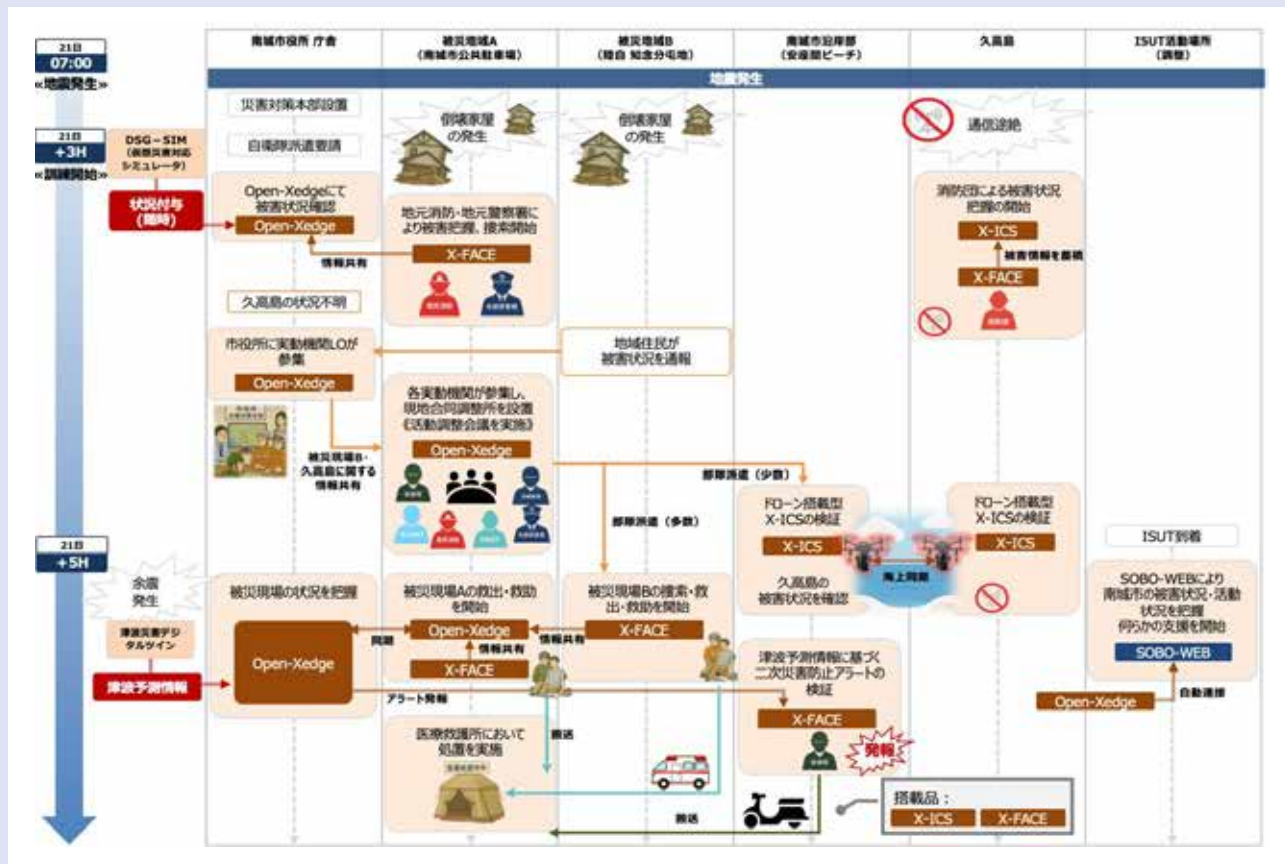 南城市役所 庁舎
被災地域A
(南城市公共駐車場)
被災地域B
(陸自 知念分屯地)
南城市沿岸部
(安座間ビーチ)
久高島
ISUT活動場所
(調整)
21日
07:00
≪地震発生≫
地震発生
災害対策本部設置
自衛隊派遣要請
倒壊家屋
の発生
倒壊家屋
の発生
通信途絶
21日
+3H
≪訓練開始≫
DSG-SIM
(仮想災害対応
シミュレータ)
状況付与
(随時)
Open-Xedgeにて
被害状況確認
Open-Xedge
情報共有
地元消防・地元警察署に
より被害把握、捜索開始
X-FACE
消防団による被害状況
把握の開始
X-ICS
被害情報を蓄積
X-FACE
久高島の状況不明
市役所に実動機関LOが
参集
Open-Xedge
地域住民が
被害状況を通報
被災現場B・
久高島に関する
情報共有
各実動機関が参集し、
現地合同調整所を設置
《活動調整会議を実施》
Open-Xedge
部隊派遣(少数)
部隊派遣(多数)
ドローン搭載型
X-ICSの検証
X-ICS
久高島の
被害状況を確認
海上同期
ドローン搭載型
X-ICSの検証
X-ICS
21日
+5H
ISUT到着
SOBO-WEBにより
南城市の被害状況・活動
状況を把握
何らかの支援を開始
SOBO-WEB
自動連接
Open-Xedge
余震
発生
津波災害デジ
タルツイン
津波予測情報
被災現場の状況を把握
Open-Xedge
同期
被災現場Aの救出・救助
を開始
Open-Xedge
情報共有
X-FACE
情報共有
被災現場Bの捜索・救
出・救助を開始
X-FACE
アラート発報
津波予測情報に基づく
二次災害防止アラートの
検証
X-FACE
発報
医療救護所において
処置を実施
搬送
搬送
搭載品:
X-ICS
X-FACE